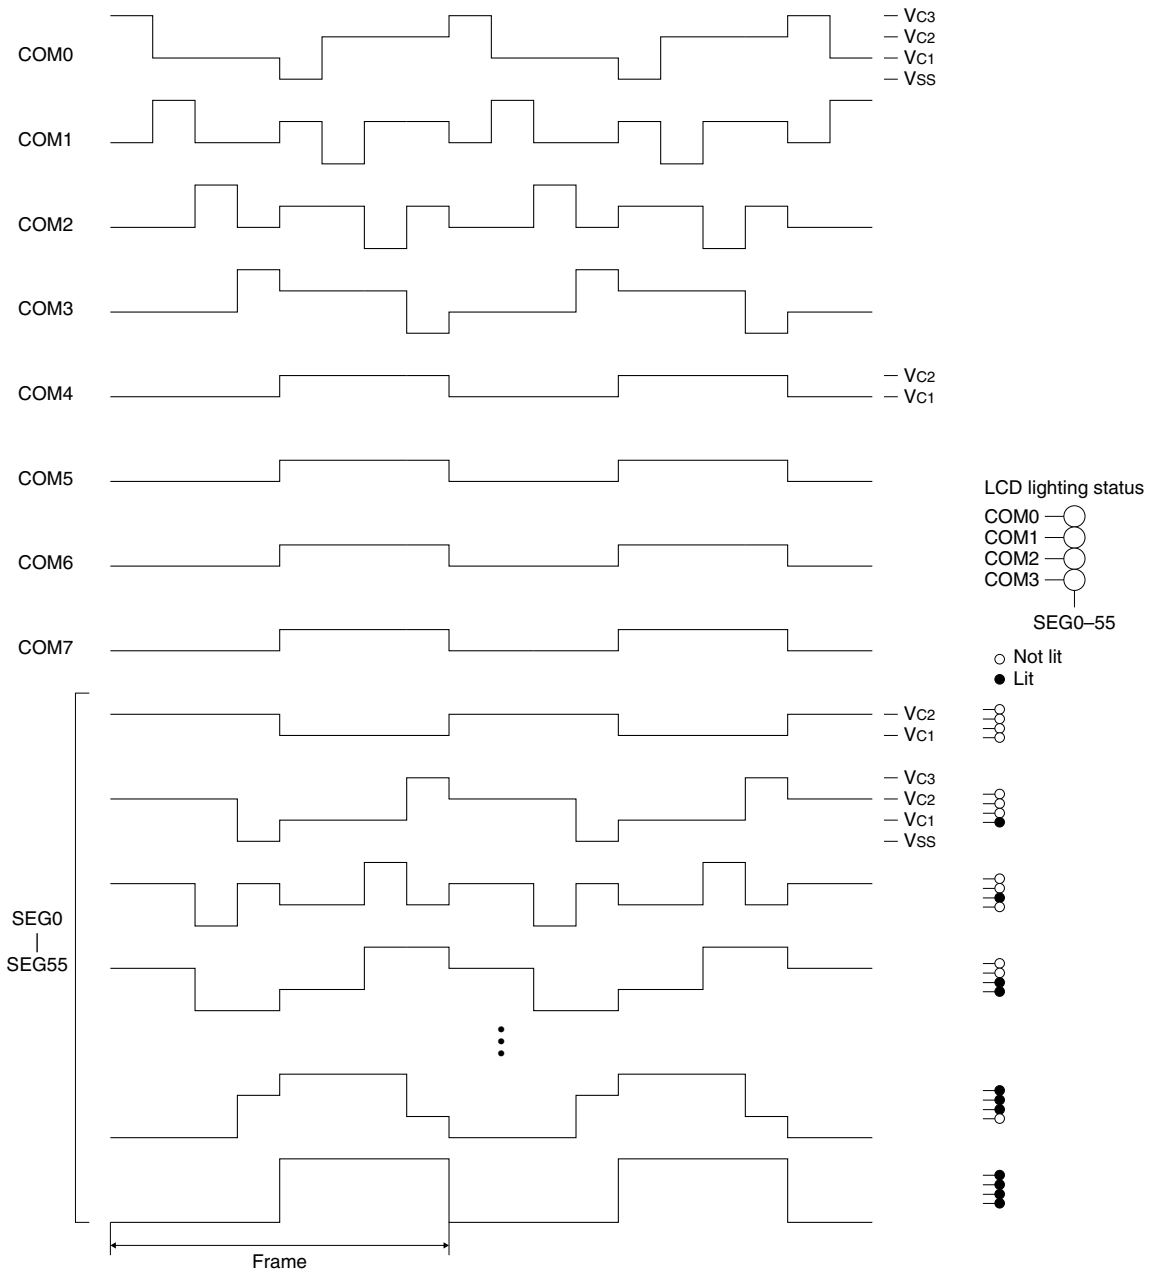 COM0
VC3
VC2
VC1
VSS
COM1
COM2
COM3
COM4
VC2
VC1
COM5
COM6
COM7
LCD lighting status
COM0
COM1
COM2
COM3
SEG0–55
Not lit
Lit
VC2
VC1
VC3
VC2
VC1
VSS
SEG0
SEG55
Frame